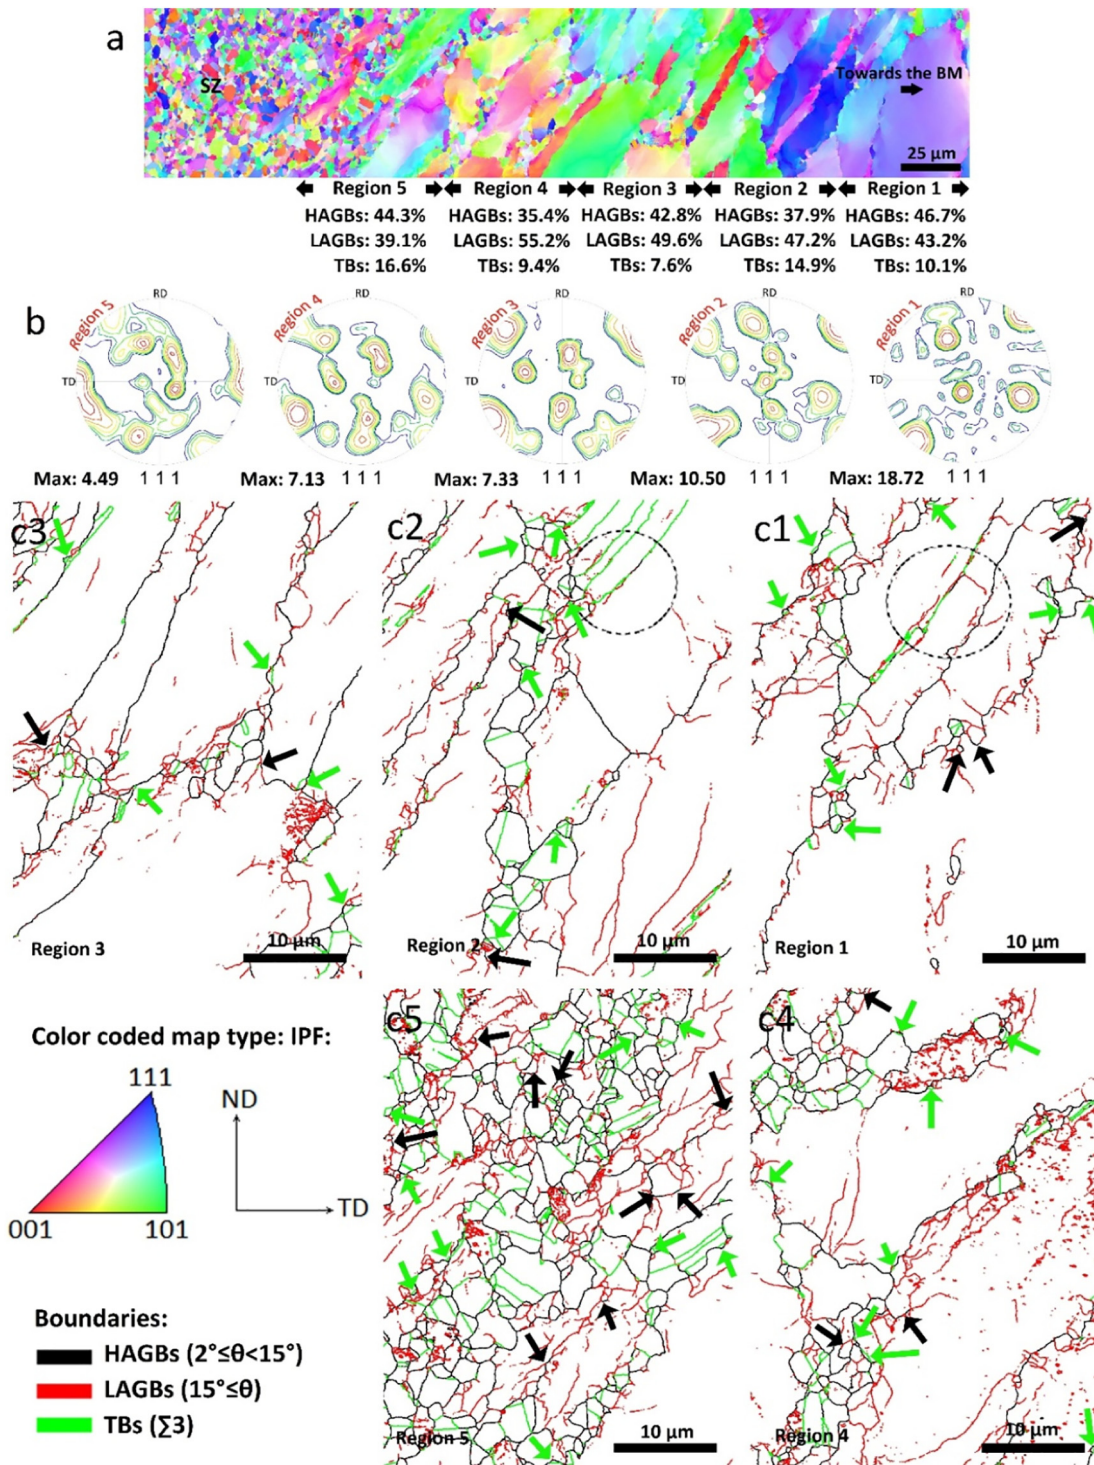 a
SZ
Towards the BM
25 µm
Region 5 Region 4 Region 3 Region 2 Region 1
HAGBs: 44.3% HAGBs: 35.4% HAGBs: 42.8% HAGBs: 37.9% HAGBs: 46.7%
LAGBs: 39.1% LAGBs: 55.2% LAGBs: 49.6% LAGBs: 47.2% LAGBs: 43.2%
TBs: 16.6% TBs: 9.4% TBs: 7.6% TBs: 14.9% TBs: 10.1%
b
RD RD RD RD RD
Region 5 Region 4 Region 3 Region 2 Region 1
TD TD TD TD TD
Max: 4.49 1 1 1 Max: 7.13 1 1 1 Max: 7.33 1 1 1 Max: 10.50 1 1 1 Max: 18.72 1 1 1
c3 c2 c1
Region 3 10 µm Region 2 10 µm Region 1 10 µm
c5 c4
Color coded map type: IPF:
111
001 101
ND
TD
Boundaries:
HAGBs (2°≤θ<15°)
LAGBs (15°≤θ)
TBs (∑3)
Region 5 10 µm Region 4 10 µm